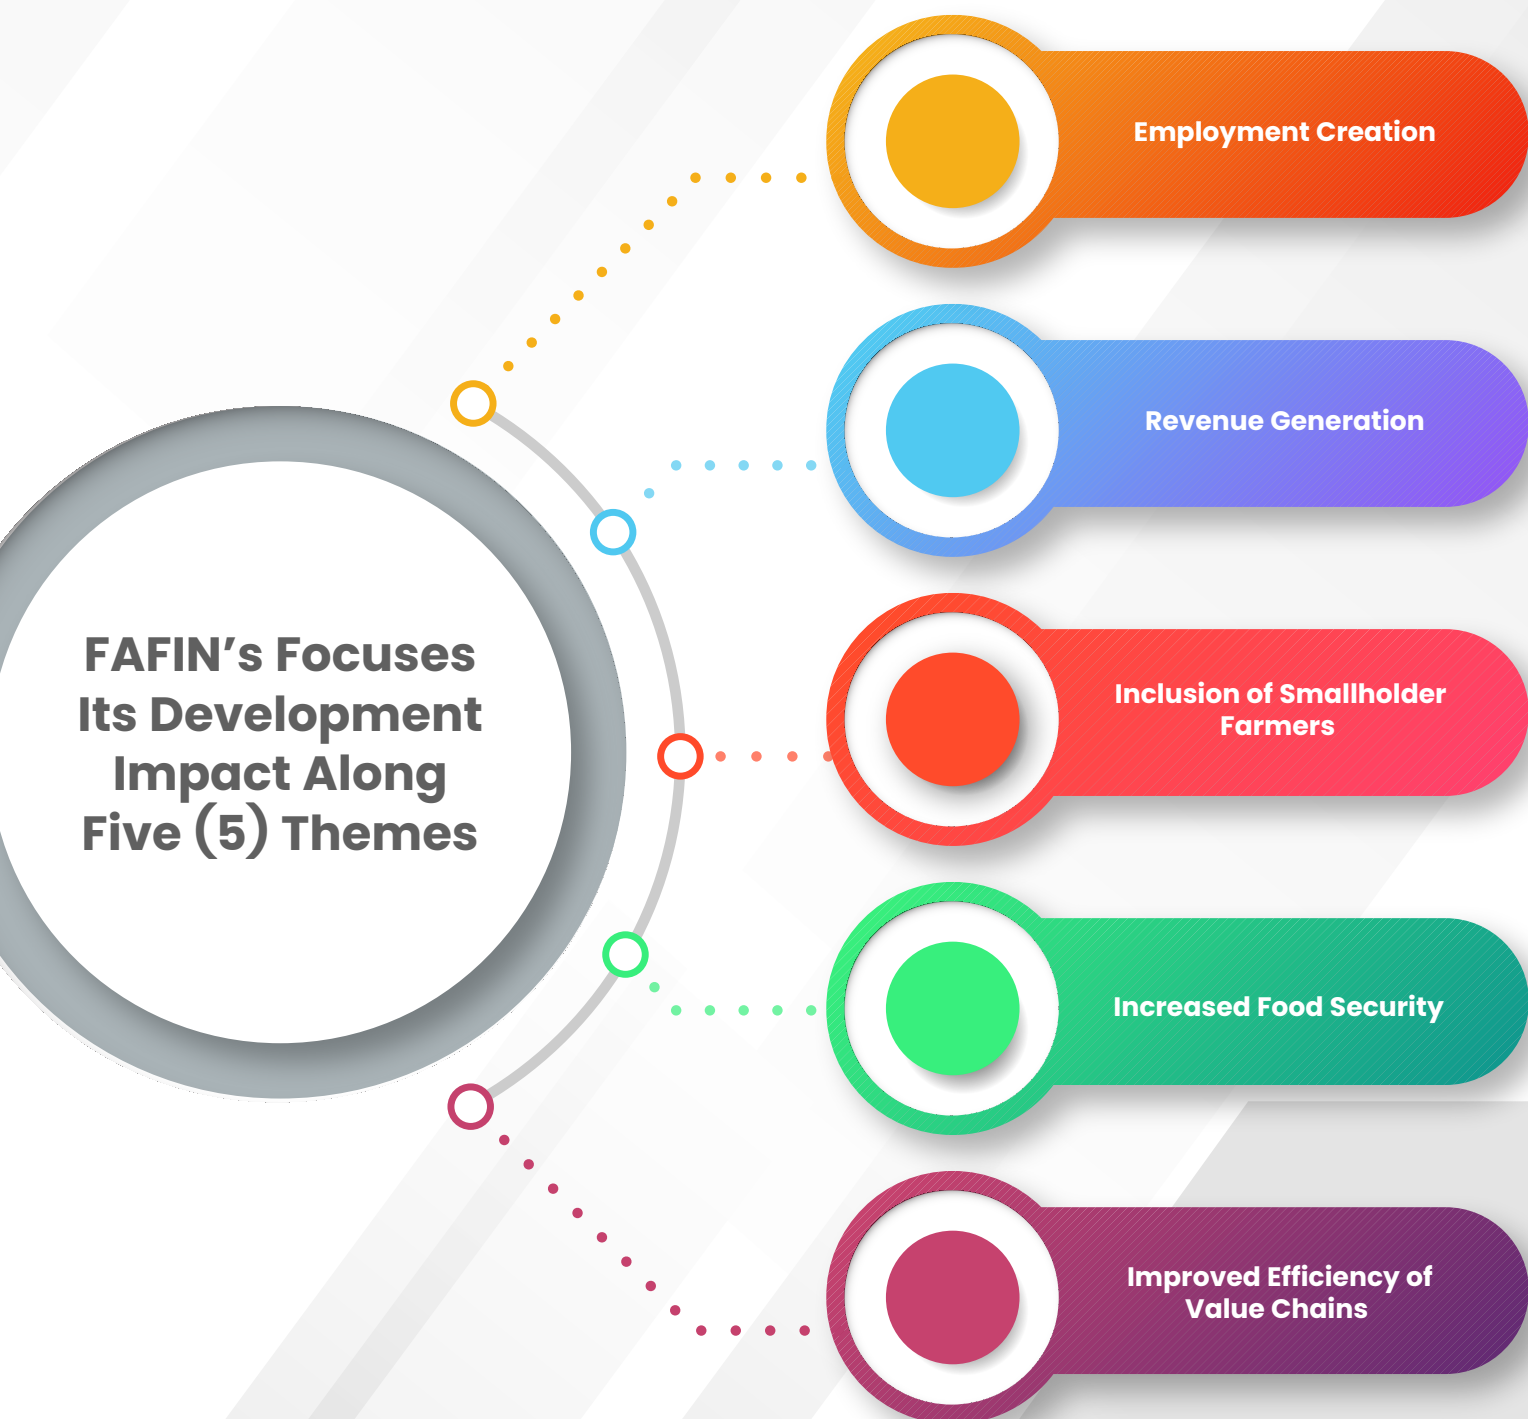 FAFIN’s Focuses
Its Development
Impact Along
Five (5) Themes
Employment Creation
Revenue Generation
Inclusion of Smallholder
Farmers
Increased Food Security
Improved Efficiency of
Value Chains